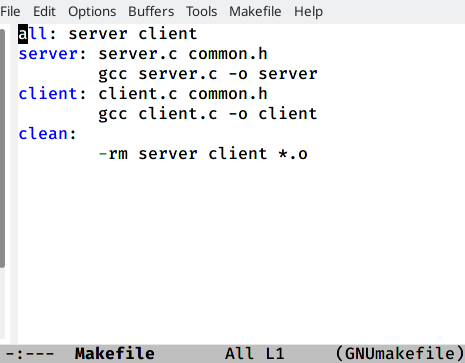 File Edit Options Buffers Tools Makefile Help
all: server client
server: server.c common.h
        gcc server.c -o server
client: client.c common.h
        gcc client.c -o client
clean:
        -rm server client *.o
-:--- Makefile All L1 (GNUmakefile)